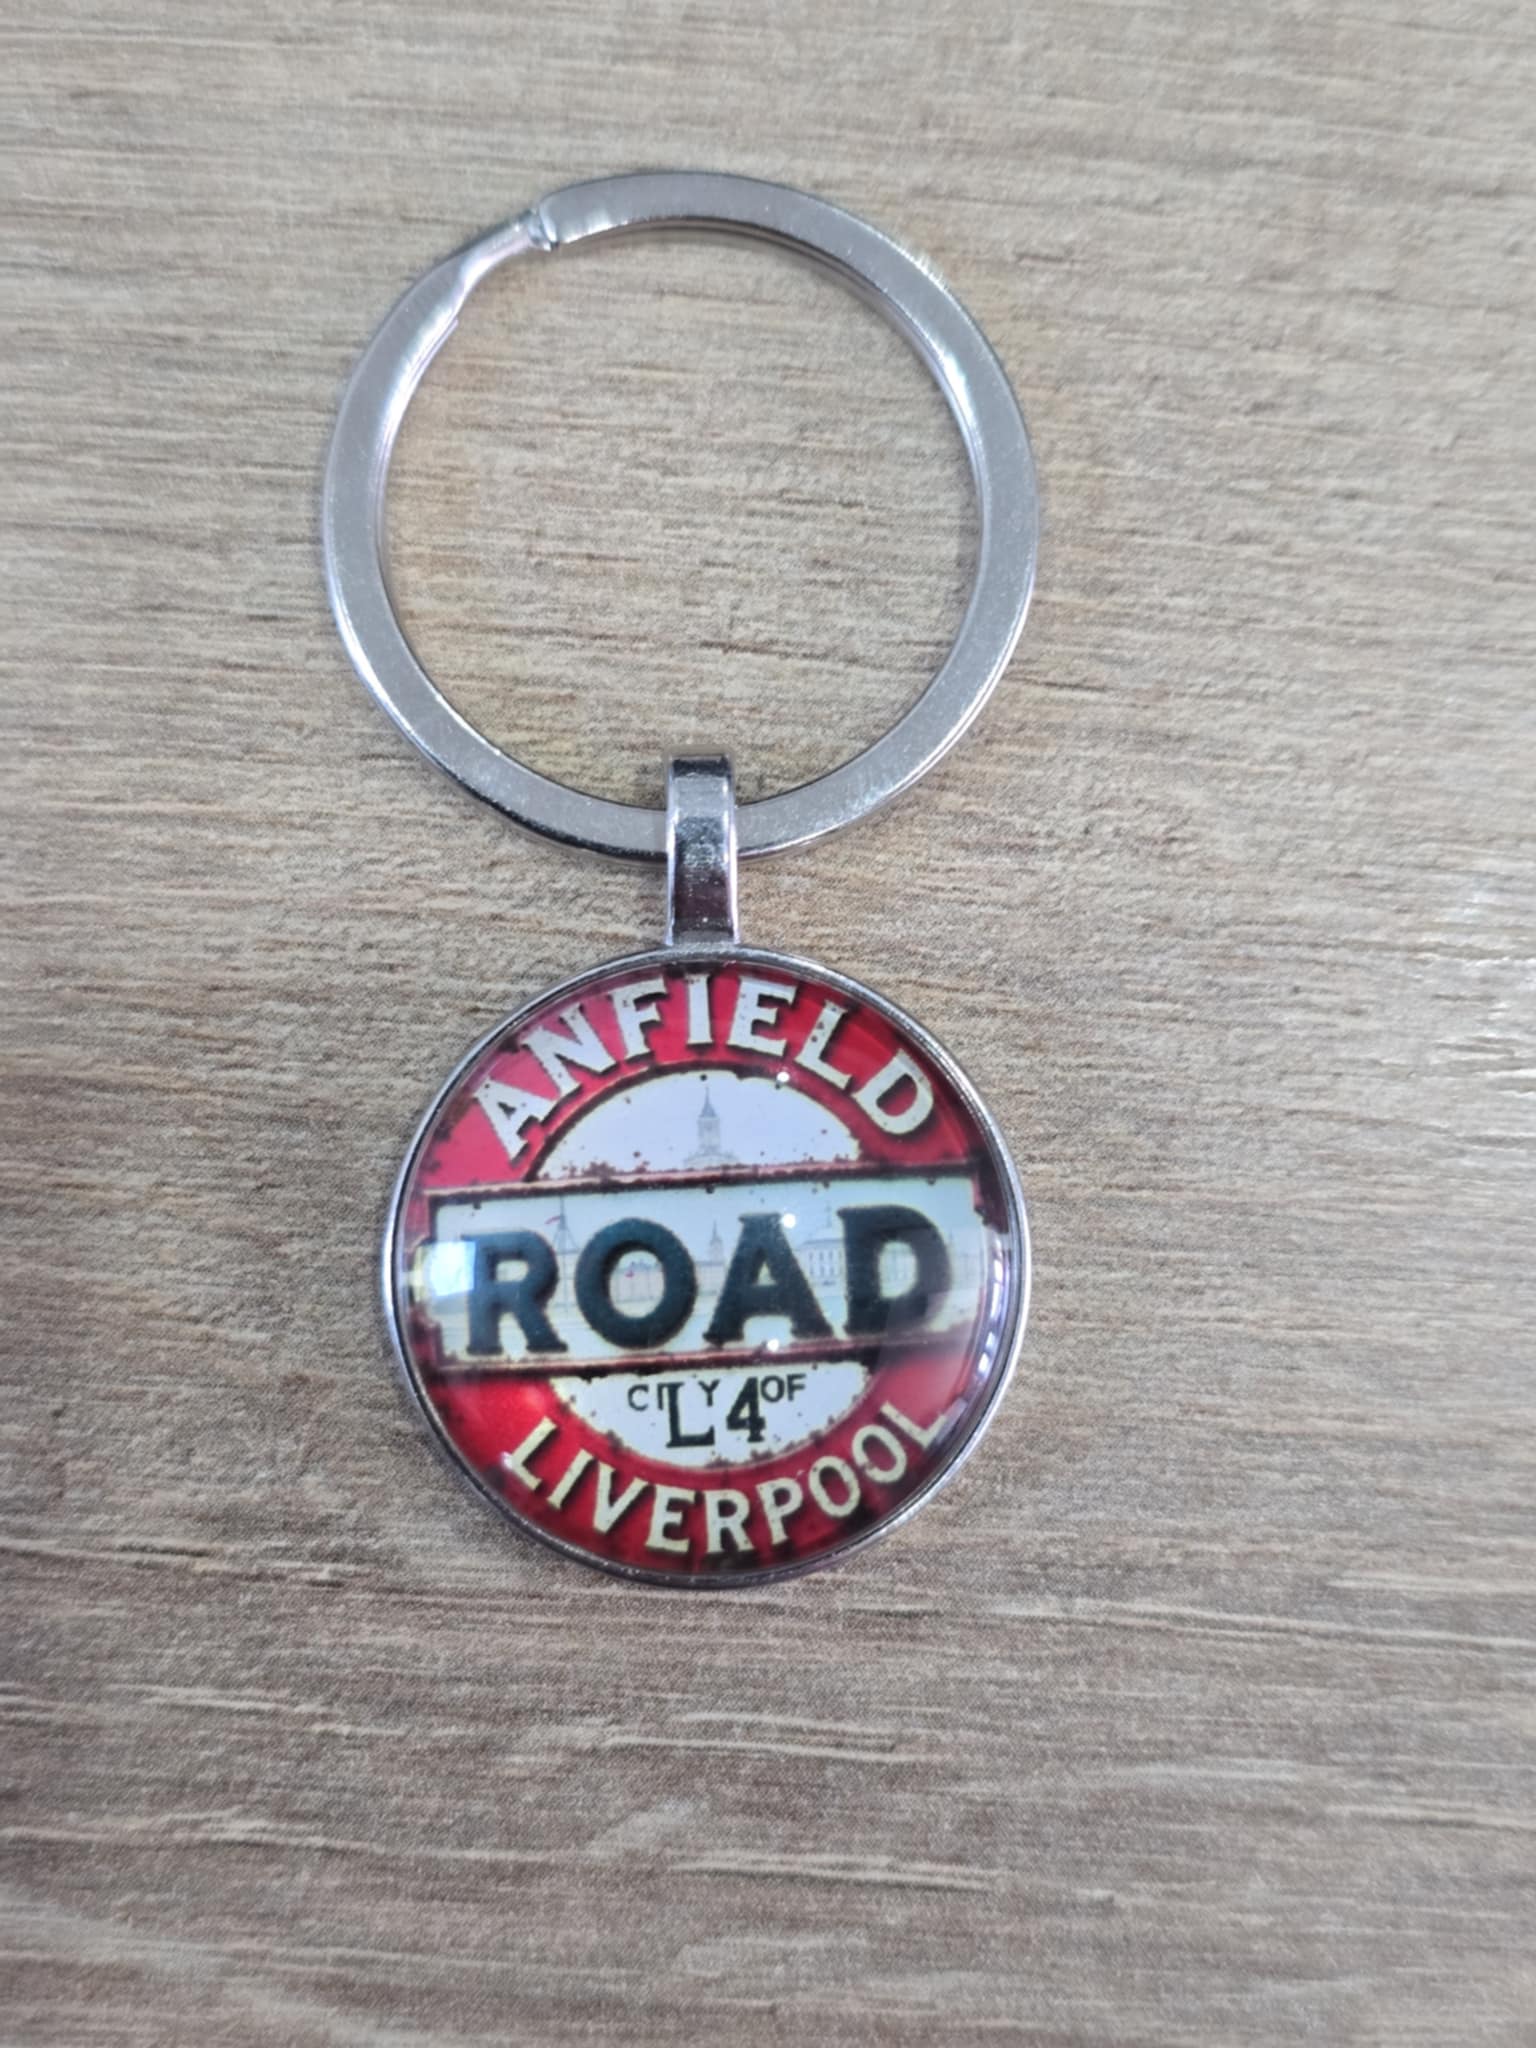 ANFIELD
ROAD
CITY OF
L4
LIVERPOOL